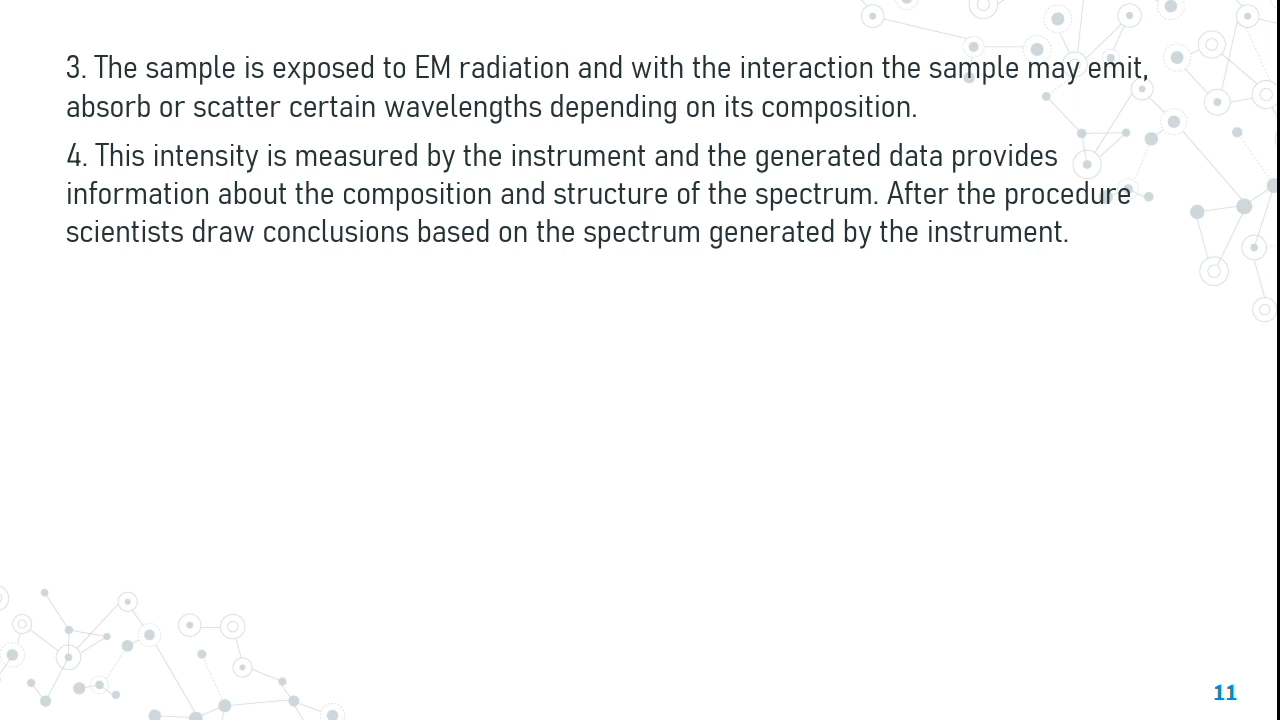 3. The sample is exposed to EM radiation and with the interaction the sample may emit,
absorb or scatter certain wavelengths depending on its composition.
4. This intensity is measured by the instrument and the generated data provides
information about the composition and structure of the spectrum. After the procedure
scientists draw conclusions based on the spectrum generated by the instrument.
11